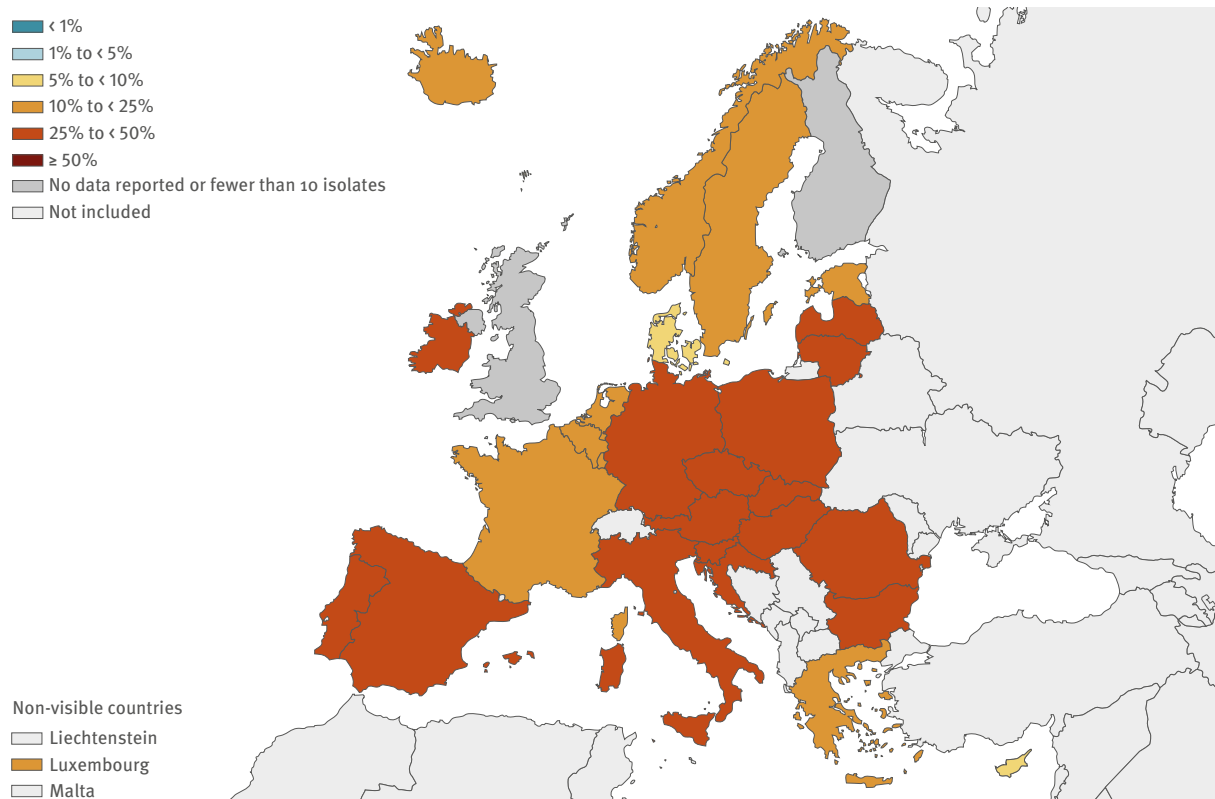 < 1%
1% to < 5%
5% to < 10%
10% to < 25%
25% to < 50%
≥ 50%
No data reported or fewer than 10 isolates
Not included
Non-visible countries
Liechtenstein
Luxembourg
Malta